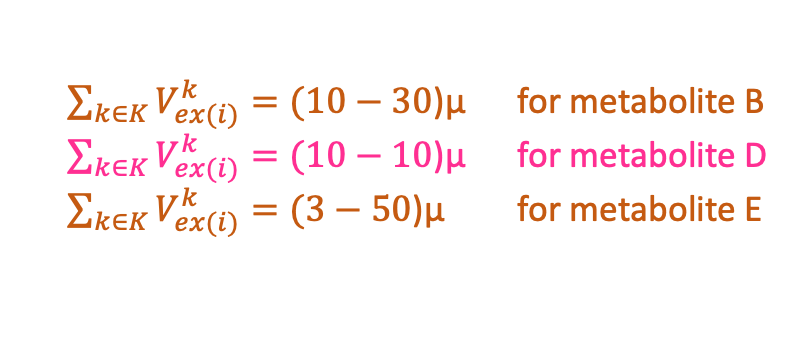 ∑ₖ∈K Vᵏₑₓ₍ᵢ₎ = (10 − 30)μ for metabolite B
∑ₖ∈K Vᵏₑₓ₍ᵢ₎ = (10 − 10)μ for metabolite D
∑ₖ∈K Vᵏₑₓ₍ᵢ₎ = (3 − 50)μ for metabolite E